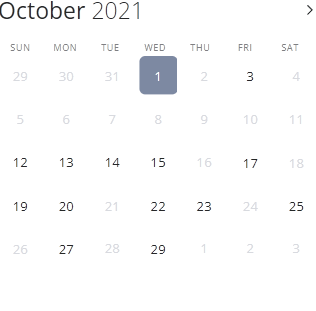 October 2021
SUN MON TUE WED THU FRI SAT
29 30 31 1 2 3 4
5 6 7 8 9 10 11
12 13 14 15 16 17 18
19 20 21 22 23 24 25
26 27 28 29 1 2 3